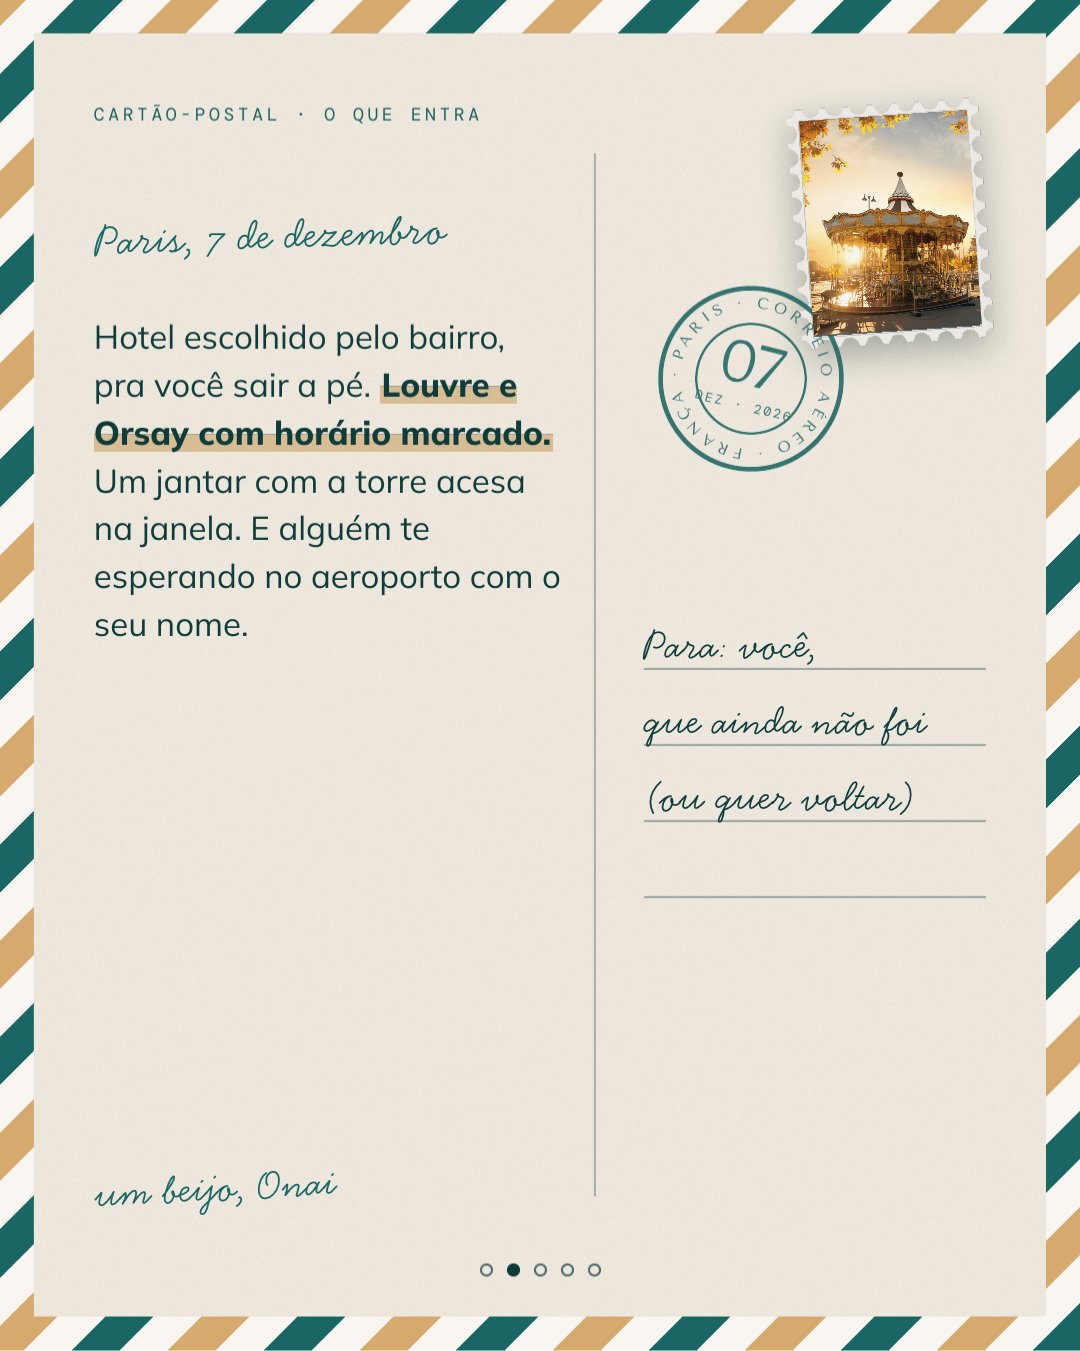 CARTÃO-POSTAL · O QUE ENTRA
Paris, 7 de dezembro
Hotel escolhido pelo bairro,
pra você sair a pé. Louvre e
Orsay com horário marcado.
Um jantar com a torre acesa
na janela. E alguém te
esperando no aeroporto com o
seu nome.
um beijo, Onai
· PARIS · CORREIO AÉREO · FRANÇA
07
DEZ · 2026
Para: você,
que ainda não foi
(ou quer voltar)